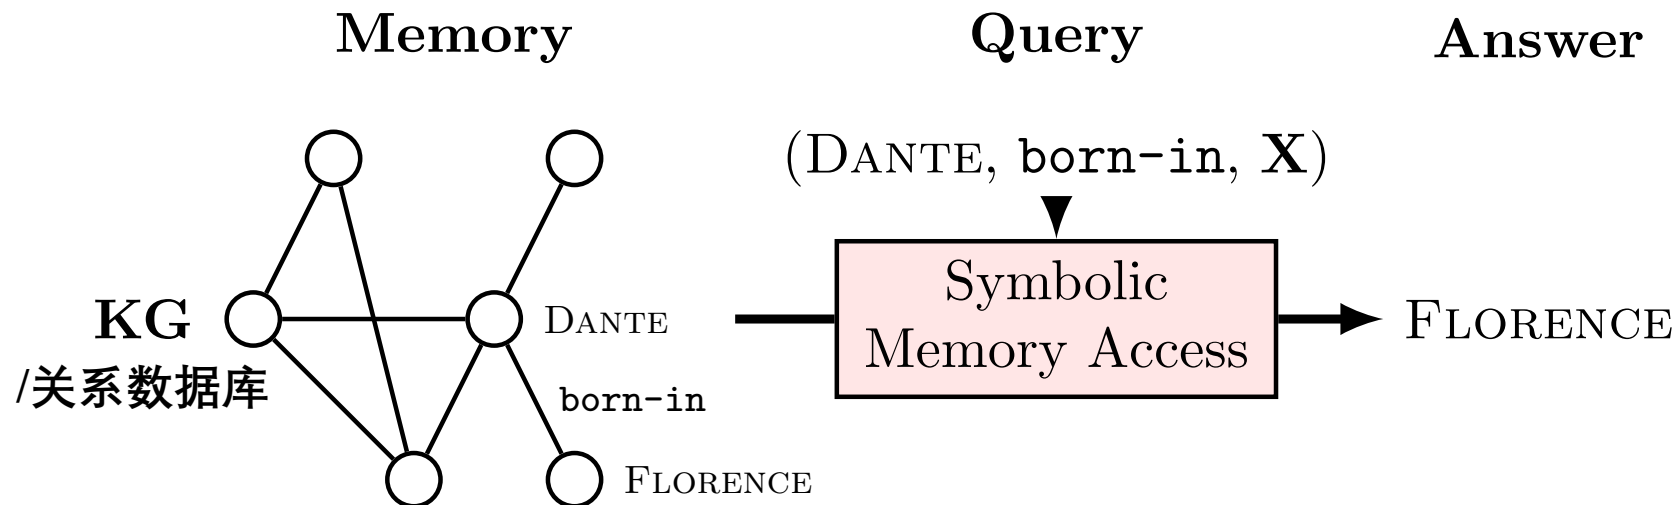 Memory
Query
Answer
(DANTE, born-in, X)
KG
/关系数据库
DANTE
born-in
FLORENCE
Symbolic
Memory Access
FLORENCE